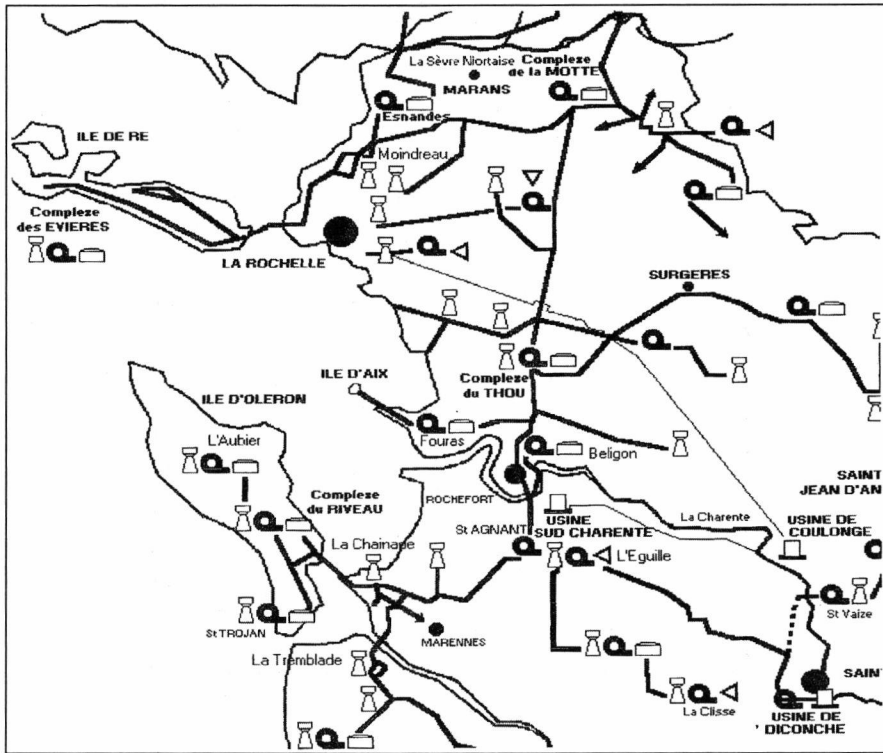 La Sèvre Niortaise
Complexe
de la MOTTE
MARANS
Esnandes
ILE DE RE
Moindreau
Complexe
des EVIERES
LA ROCHELLE
SURGERES
ILE D'AIX
Complexe
du THOU
ILE D'OLERON
L'Aubier
Fouras
Beligon
SAINT
JEAN D'AN
Complexe
du RIVEAU
ROCHEFORT
La Charente
USINE
SUD CHARENTE
USINE DE
COULONGE
St AGNANT
La Chainade
L'Eguille
St Vaize
St TROJAN
MARENNES
La Tremblade
SAINT
La Clisse
USINE DE
DICONCHE